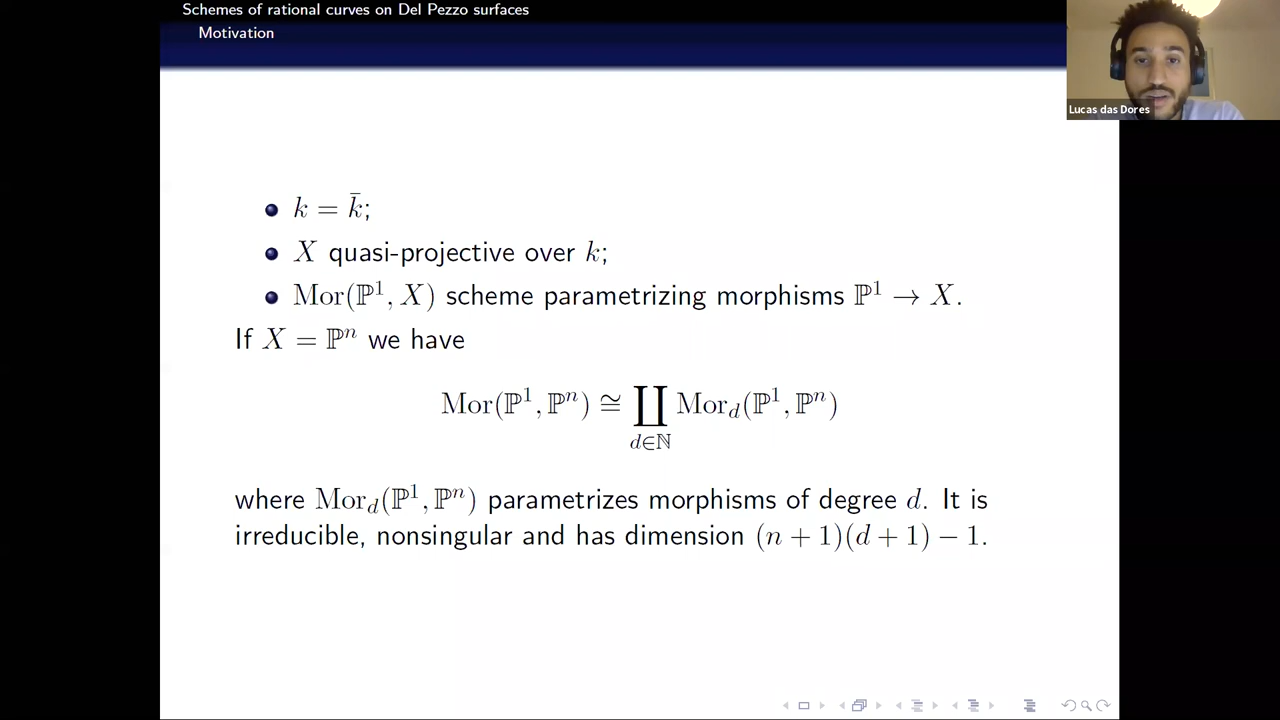 Schemes of rational curves on Del Pezzo surfaces
Motivation
Lucas das Dores
• k = k̄;
• X quasi-projective over k;
• Mor(ℙ¹, X) scheme parametrizing morphisms ℙ¹ → X.
If X = ℙⁿ we have
Mor(ℙ¹, ℙⁿ) ≅ ∐_{d∈ℕ} Mor_d(ℙ¹, ℙⁿ)
where Mor_d(ℙ¹, ℙⁿ) parametrizes morphisms of degree d. It is
irreducible, nonsingular and has dimension (n + 1)(d + 1) − 1.